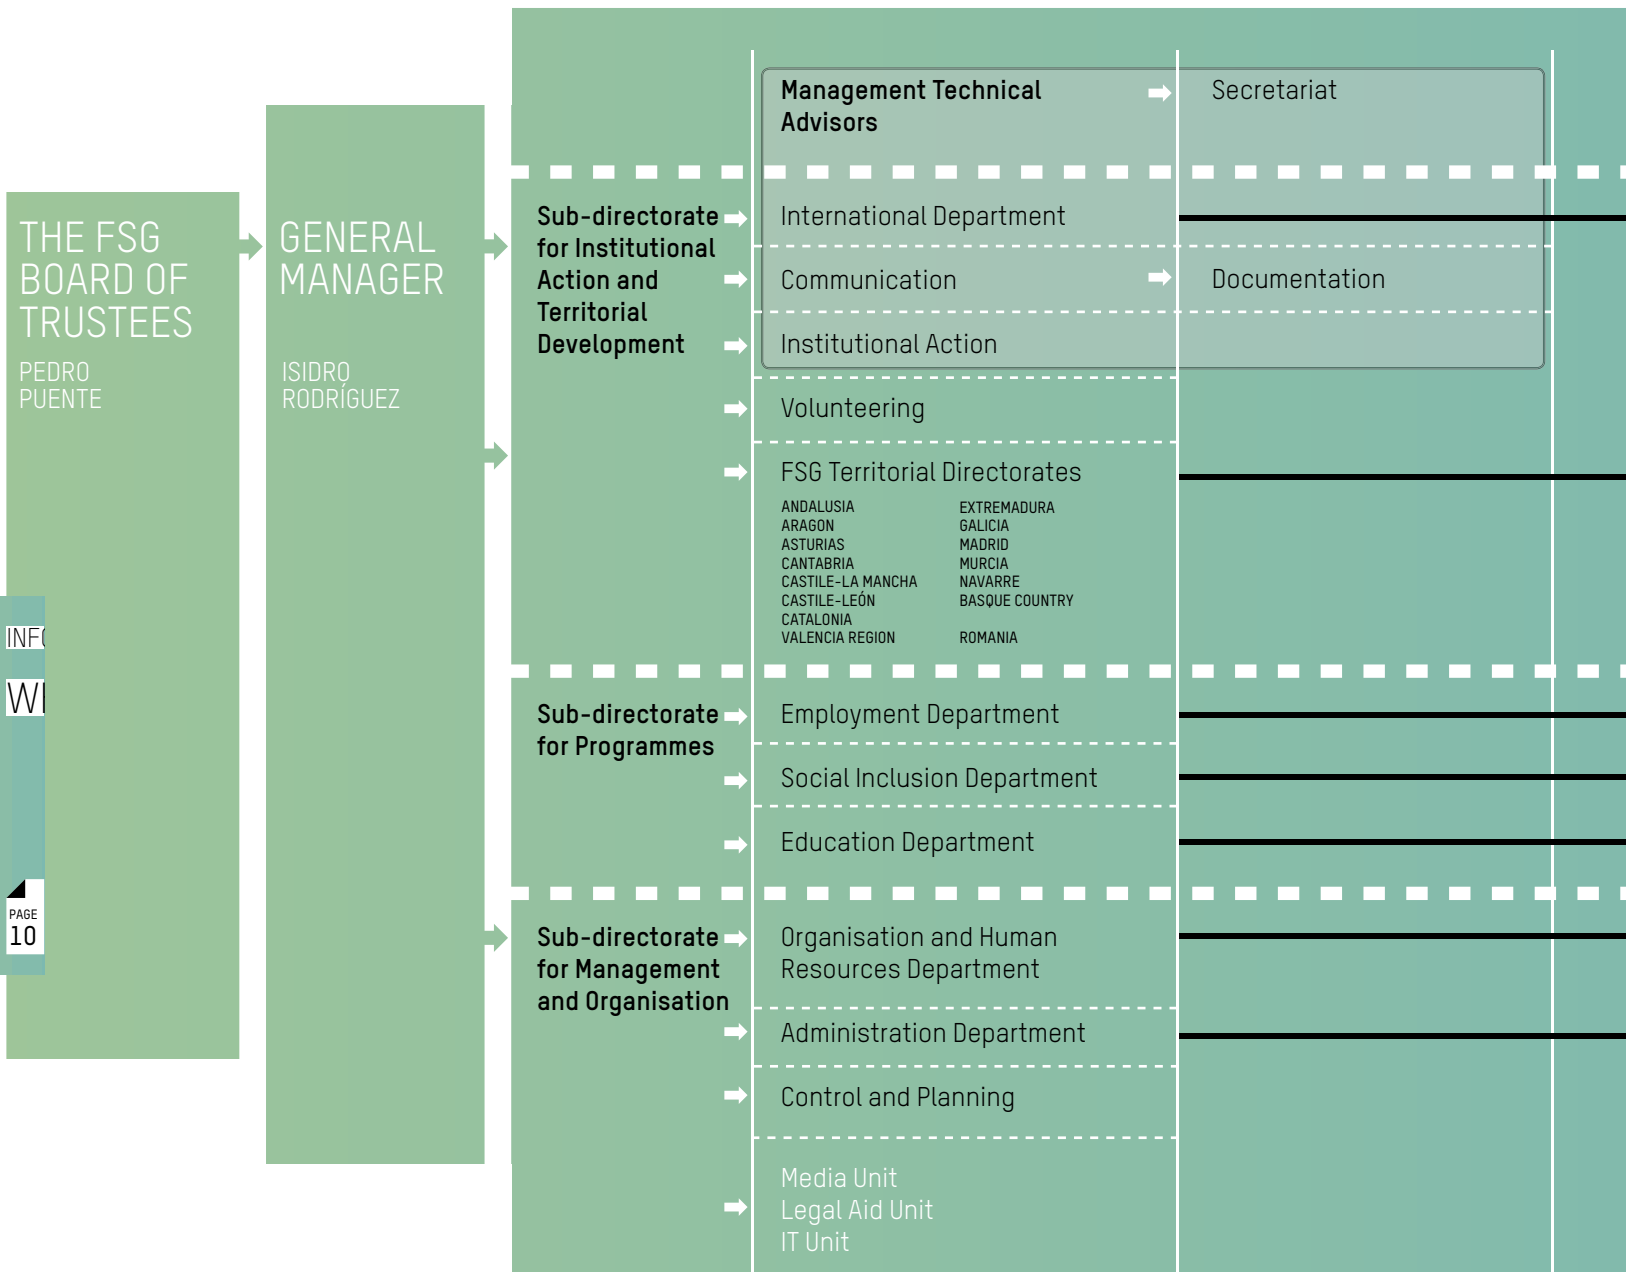 THE FSG
BOARD OF
TRUSTEES
PEDRO
PUENTE
GENERAL
MANAGER
ISIDRO
RODRÍGUEZ
Management Technical
Advisors
Secretariat
Sub-directorate
for Institutional
Action and
Territorial
Development
International Department
Communication
Documentation
Institutional Action
Volunteering
FSG Territorial Directorates
ANDALUSIA
ARAGON
ASTURIAS
CANTABRIA
CASTILE-LA MANCHA
CASTILE-LEÓN
CATALONIA
VALENCIA REGION
EXTREMADURA
GALICIA
MADRID
MURCIA
NAVARRE
BASQUE COUNTRY
ROMANIA
Sub-directorate
for Programmes
Employment Department
Social Inclusion Department
Education Department
Sub-directorate
for Management
and Organisation
Organisation and Human
Resources Department
Administration Department
Control and Planning
Media Unit
Legal Aid Unit
IT Unit
PAGE
10